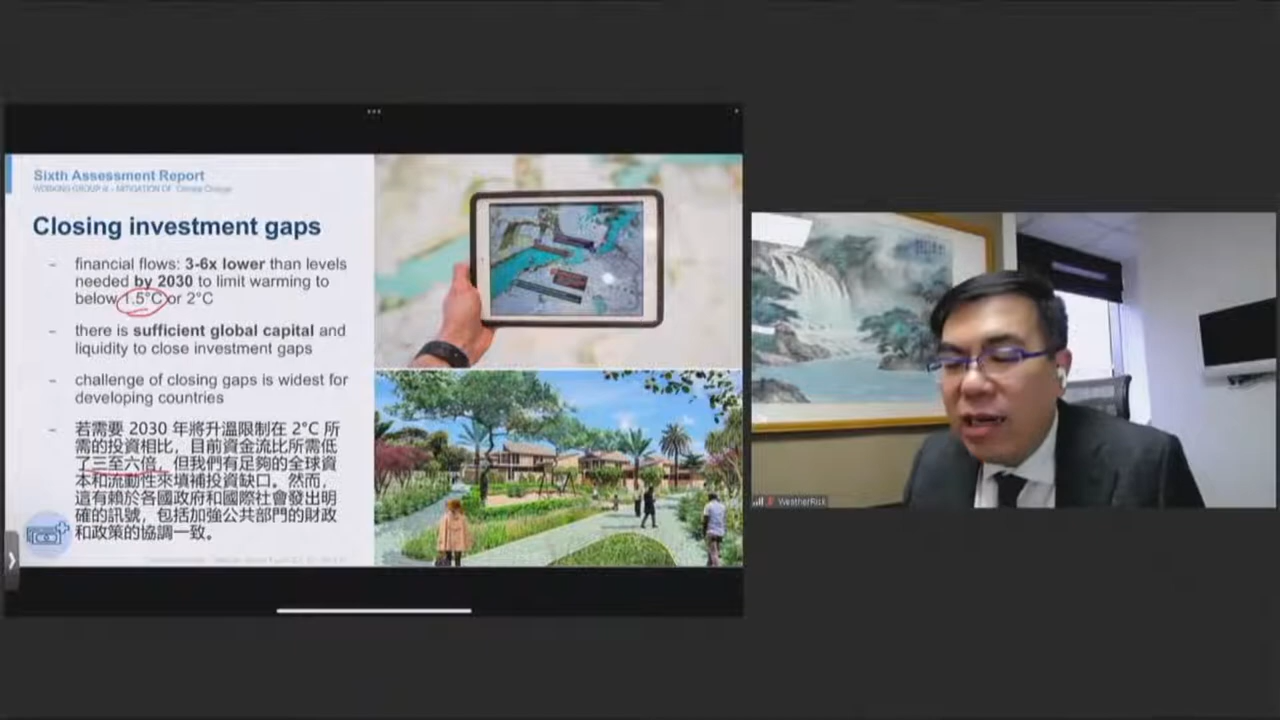 Sixth Assessment Report
WORKING GROUP III – MITIGATION OF Climate Change
Closing investment gaps
– financial flows: 3-6x lower than levels
needed by 2030 to limit warming to
below 1.5°C or 2°C
– there is sufficient global capital and
liquidity to close investment gaps
– challenge of closing gaps is widest for
developing countries
– 若需要 2030 年將升溫限制在 2°C 所
需的投資相比，目前資金流比所需低
了三至六倍，但我們有足夠的全球資
本和流動性來填補投資缺口。然而，
這有賴於各國政府和國際社會發出明
確的訊號，包括加強公共部門的財政
和政策的協調一致。
WeatherRisk